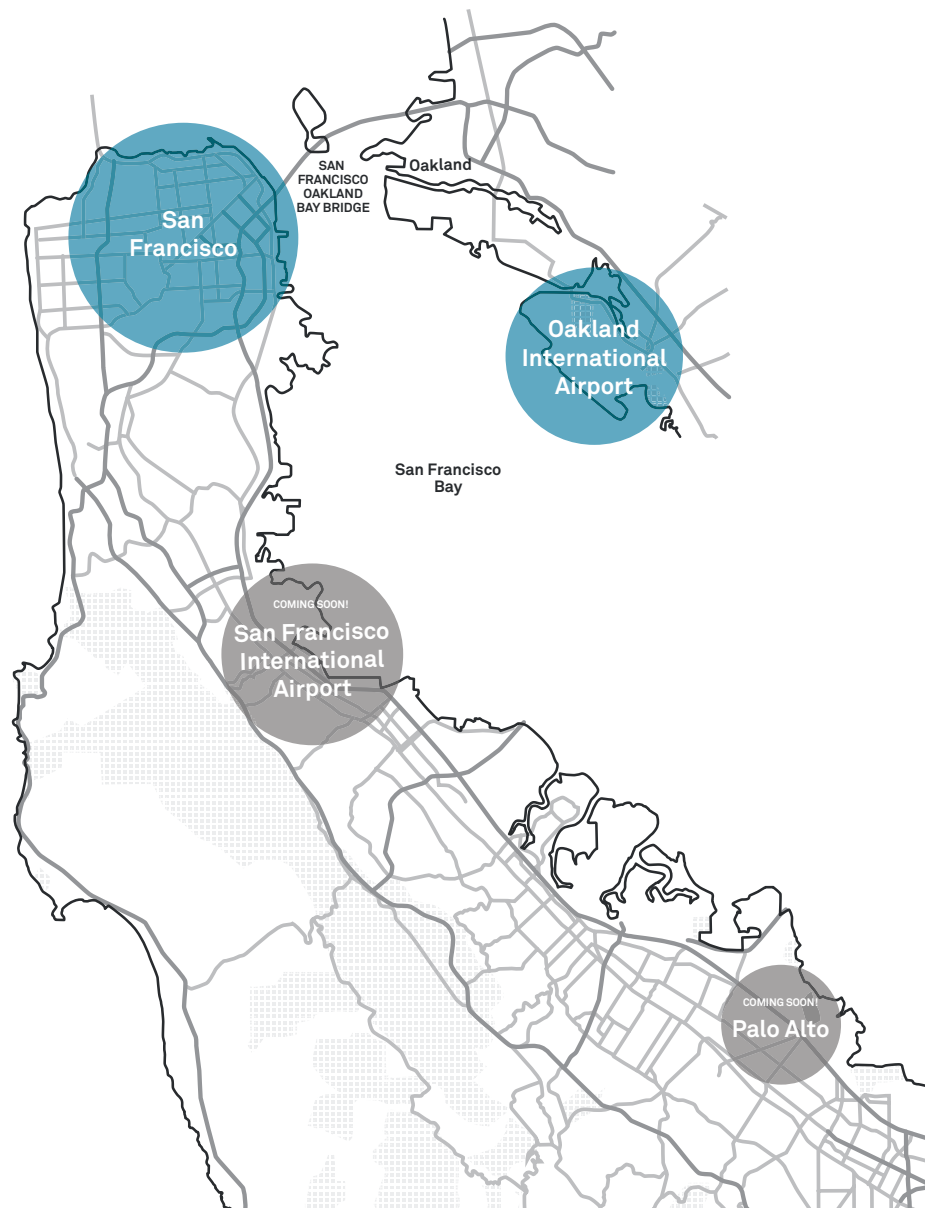 SAN
FRANCISCO
OAKLAND
BAY BRIDGE
Oakland
San
Francisco
Oakland
International
Airport
San Francisco
Bay
COMING SOON!
San Francisco
International
Airport
COMING SOON!
Palo Alto